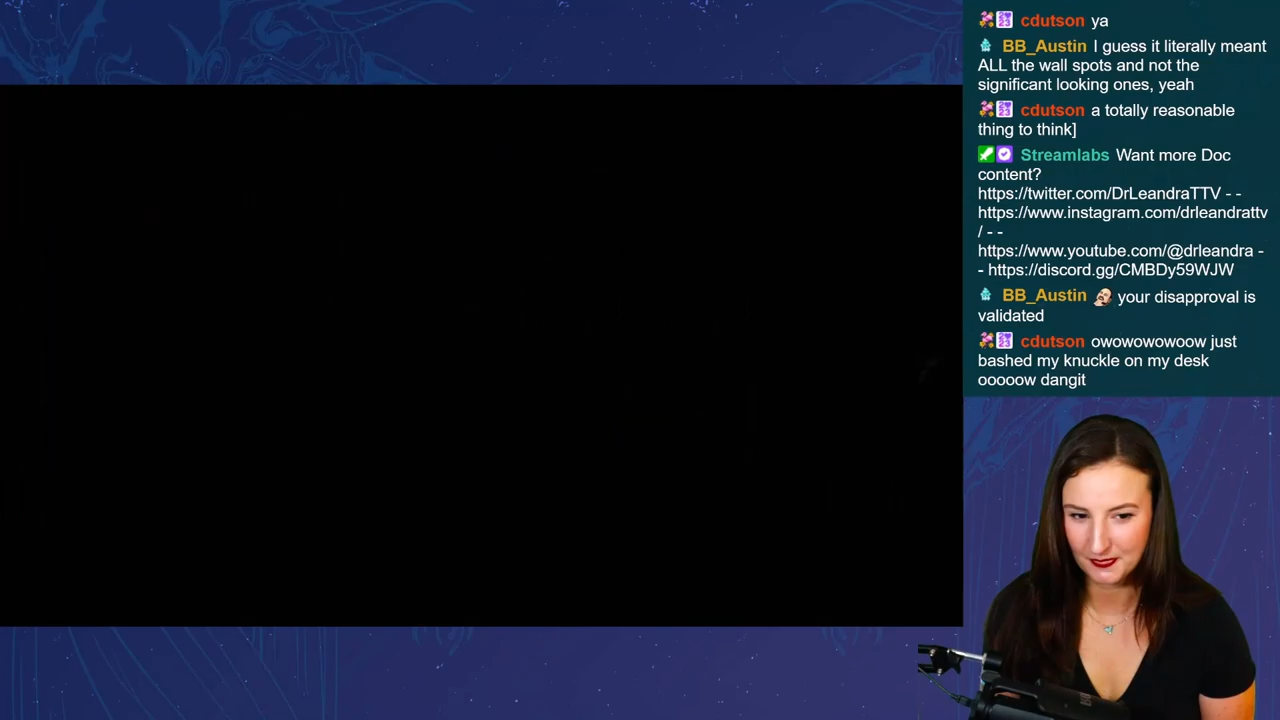 cdutson ya
BB_Austin I guess it literally meant
ALL the wall spots and not the
significant looking ones, yeah
cdutson a totally reasonable
thing to think]
Streamlabs Want more Doc
content?
https://twitter.com/DrLeandraTTV - -
https://www.instagram.com/drleandrattv
/ - -
https://www.youtube.com/@drleandra -
- https://discord.gg/CMBDy59WJW
BB_Austin your disapproval is
validated
cdutson owowowowoow just
bashed my knuckle on my desk
ooooow dangit